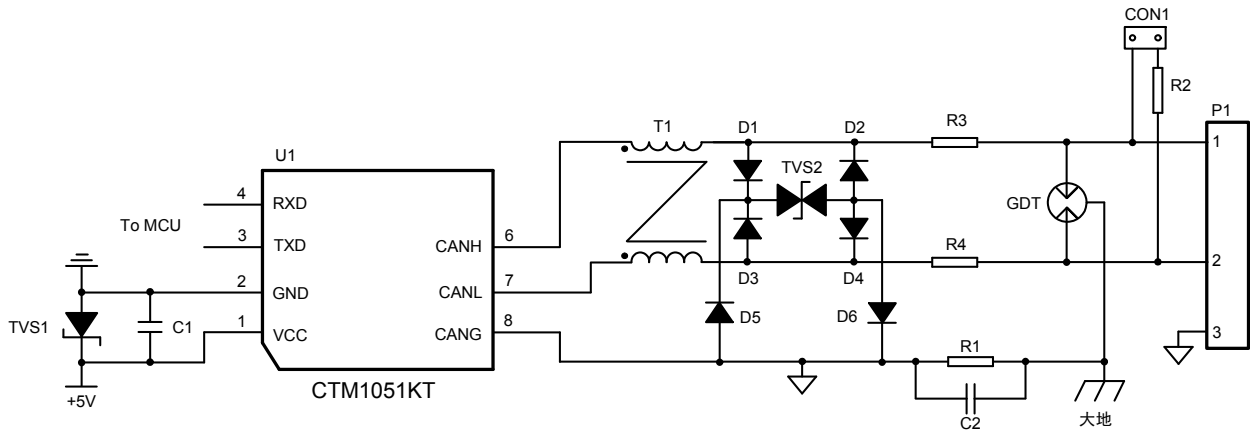 CON1
R2
P1
T1
D1
D2
R3
1
U1
TVS2
4
RXD
GDT
To MCU
3
TXD
CANH
6
R4
2
D3
D4
2
GND
CANL
7
TVS1
C1
D5
D6
1
VCC
CANG
8
R1
3
+5V
CTM1051KT
C2
大地